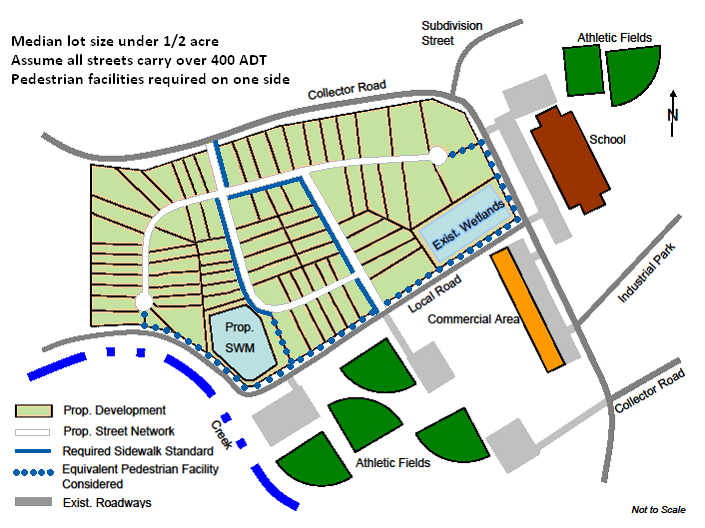 Median lot size under 1/2 acre
Assume all streets carry over 400 ADT
Pedestrian facilities required on one side
Subdivision
Street
Athletic Fields
Collector Road
N
School
Exist. Wetlands
Industrial Park
Local Road
Commercial Area
Prop.
SWM
Collector Road
Creek
Athletic Fields
Prop. Development
Prop. Street Network
Required Sidewalk Standard
Equivalent Pedestrian Facility
Considered
Exist. Roadways
Not to Scale